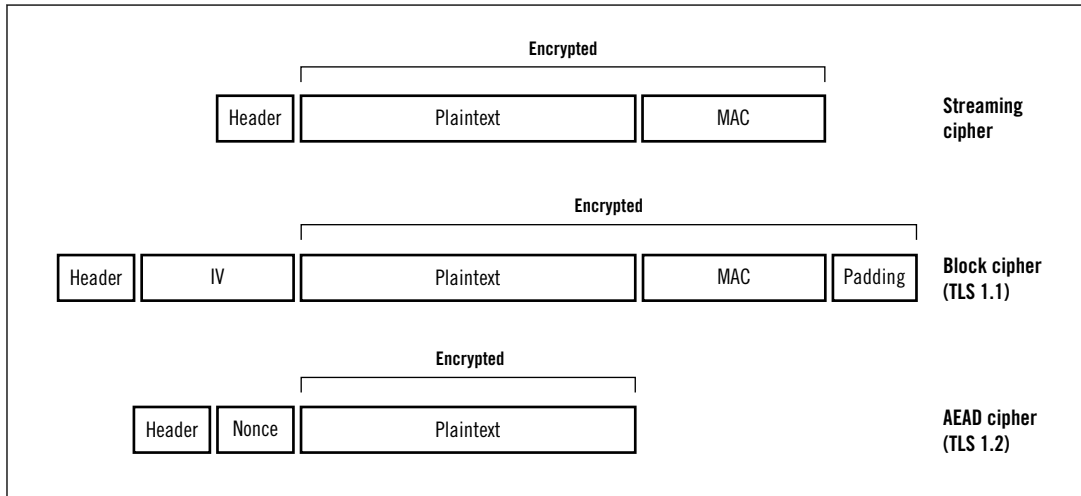 Encrypted
Header Plaintext MAC
Streaming
cipher
Encrypted
Header IV Plaintext MAC Padding
Block cipher
(TLS 1.1)
Encrypted
Header Nonce Plaintext
AEAD cipher
(TLS 1.2)